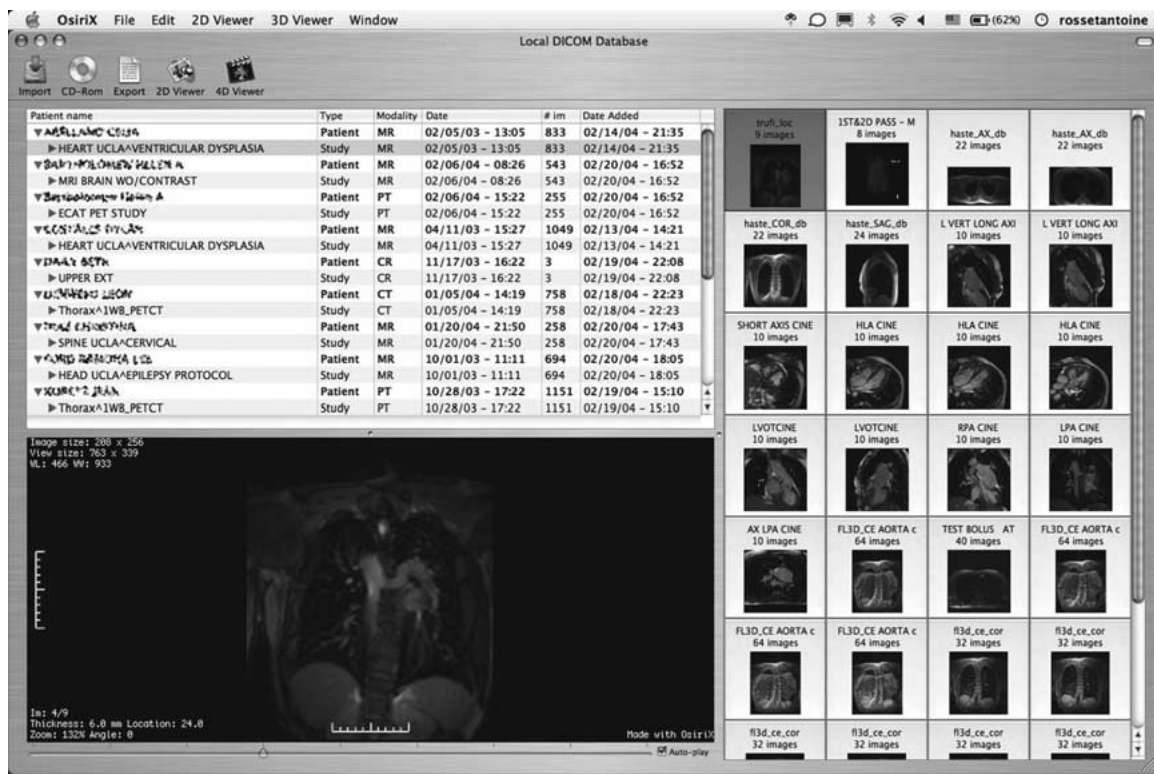 OsiriX File Edit 2D Viewer 3D Viewer Window (62%) rossetantoine
Local DICOM Database
Import CD-Rom Export 2D Viewer 4D Viewer
Patient name Type Modality Date # im Date Added
Patient MR 02/05/03 - 13:05 833 02/14/04 - 21:35
HEART UCLA^VENTRICULAR DYSPLASIA Study MR 02/05/03 - 13:05 833 02/14/04 - 21:35
Patient MR 02/06/04 - 08:26 543 02/20/04 - 16:52
MRI BRAIN WO/CONTRAST Study MR 02/06/04 - 08:26 543 02/20/04 - 16:52
Patient PT 02/06/04 - 15:22 255 02/20/04 - 16:52
ECAT PET STUDY Study PT 02/06/04 - 15:22 255 02/20/04 - 16:52
Patient MR 04/11/03 - 15:27 1049 02/13/04 - 14:21
HEART UCLA^VENTRICULAR DYSPLASIA Study MR 04/11/03 - 15:27 1049 02/13/04 - 14:21
Patient CR 11/17/03 - 16:22 3 02/19/04 - 22:08
UPPER EXT Study CR 11/17/03 - 16:22 3 02/19/04 - 22:08
Patient CT 01/05/04 - 14:19 758 02/18/04 - 22:23
Thorax^1WB_PETCT Study CT 01/05/04 - 14:19 758 02/18/04 - 22:23
Patient MR 01/20/04 - 21:50 258 02/20/04 - 17:43
SPINE UCLA^CERVICAL Study MR 01/20/04 - 21:50 258 02/20/04 - 17:43
Patient MR 10/01/03 - 11:11 694 02/20/04 - 18:05
HEAD UCLA^EPILEPSY PROTOCOL Study MR 10/01/03 - 11:11 694 02/20/04 - 18:05
Patient PT 10/28/03 - 17:22 1151 02/19/04 - 15:10
Thorax^1WB_PETCT Study PT 10/28/03 - 17:22 1151 02/19/04 - 15:10
Image size: 208 x 256
View size: 763 x 339
WL: 466 WW: 933
Im: 4/9
Thickness: 6.0 mm Location: 24.0
Zoom: 132% Angle: 0
Made with OsiriX
Auto-play
trufi_loc 1ST&2D PASS - M haste_AX_db haste_AX_db
9 images 8 images 22 images 22 images
haste_COR_db haste_SAG_db L VERT LONG AXI L VERT LONG AXI
22 images 24 images 10 images 10 images
SHORT AXIS CINE HLA CINE HLA CINE HLA CINE
10 images 10 images 10 images 10 images
LVOTCINE LVOTCINE RPA CINE LPA CINE
10 images 10 images 10 images 10 images
AX LPA CINE FL3D_CE AORTA c TEST BOLUS AT FL3D_CE AORTA c
10 images 64 images 40 images 64 images
FL3D_CE AORTA c FL3D_CE AORTA c fl3d_ce_cor fl3d_ce_cor
64 images 64 images 32 images 32 images
fl3d_ce_cor fl3d_ce_cor fl3d_ce_cor fl3d_ce_cor
32 images 32 images 32 images 32 images